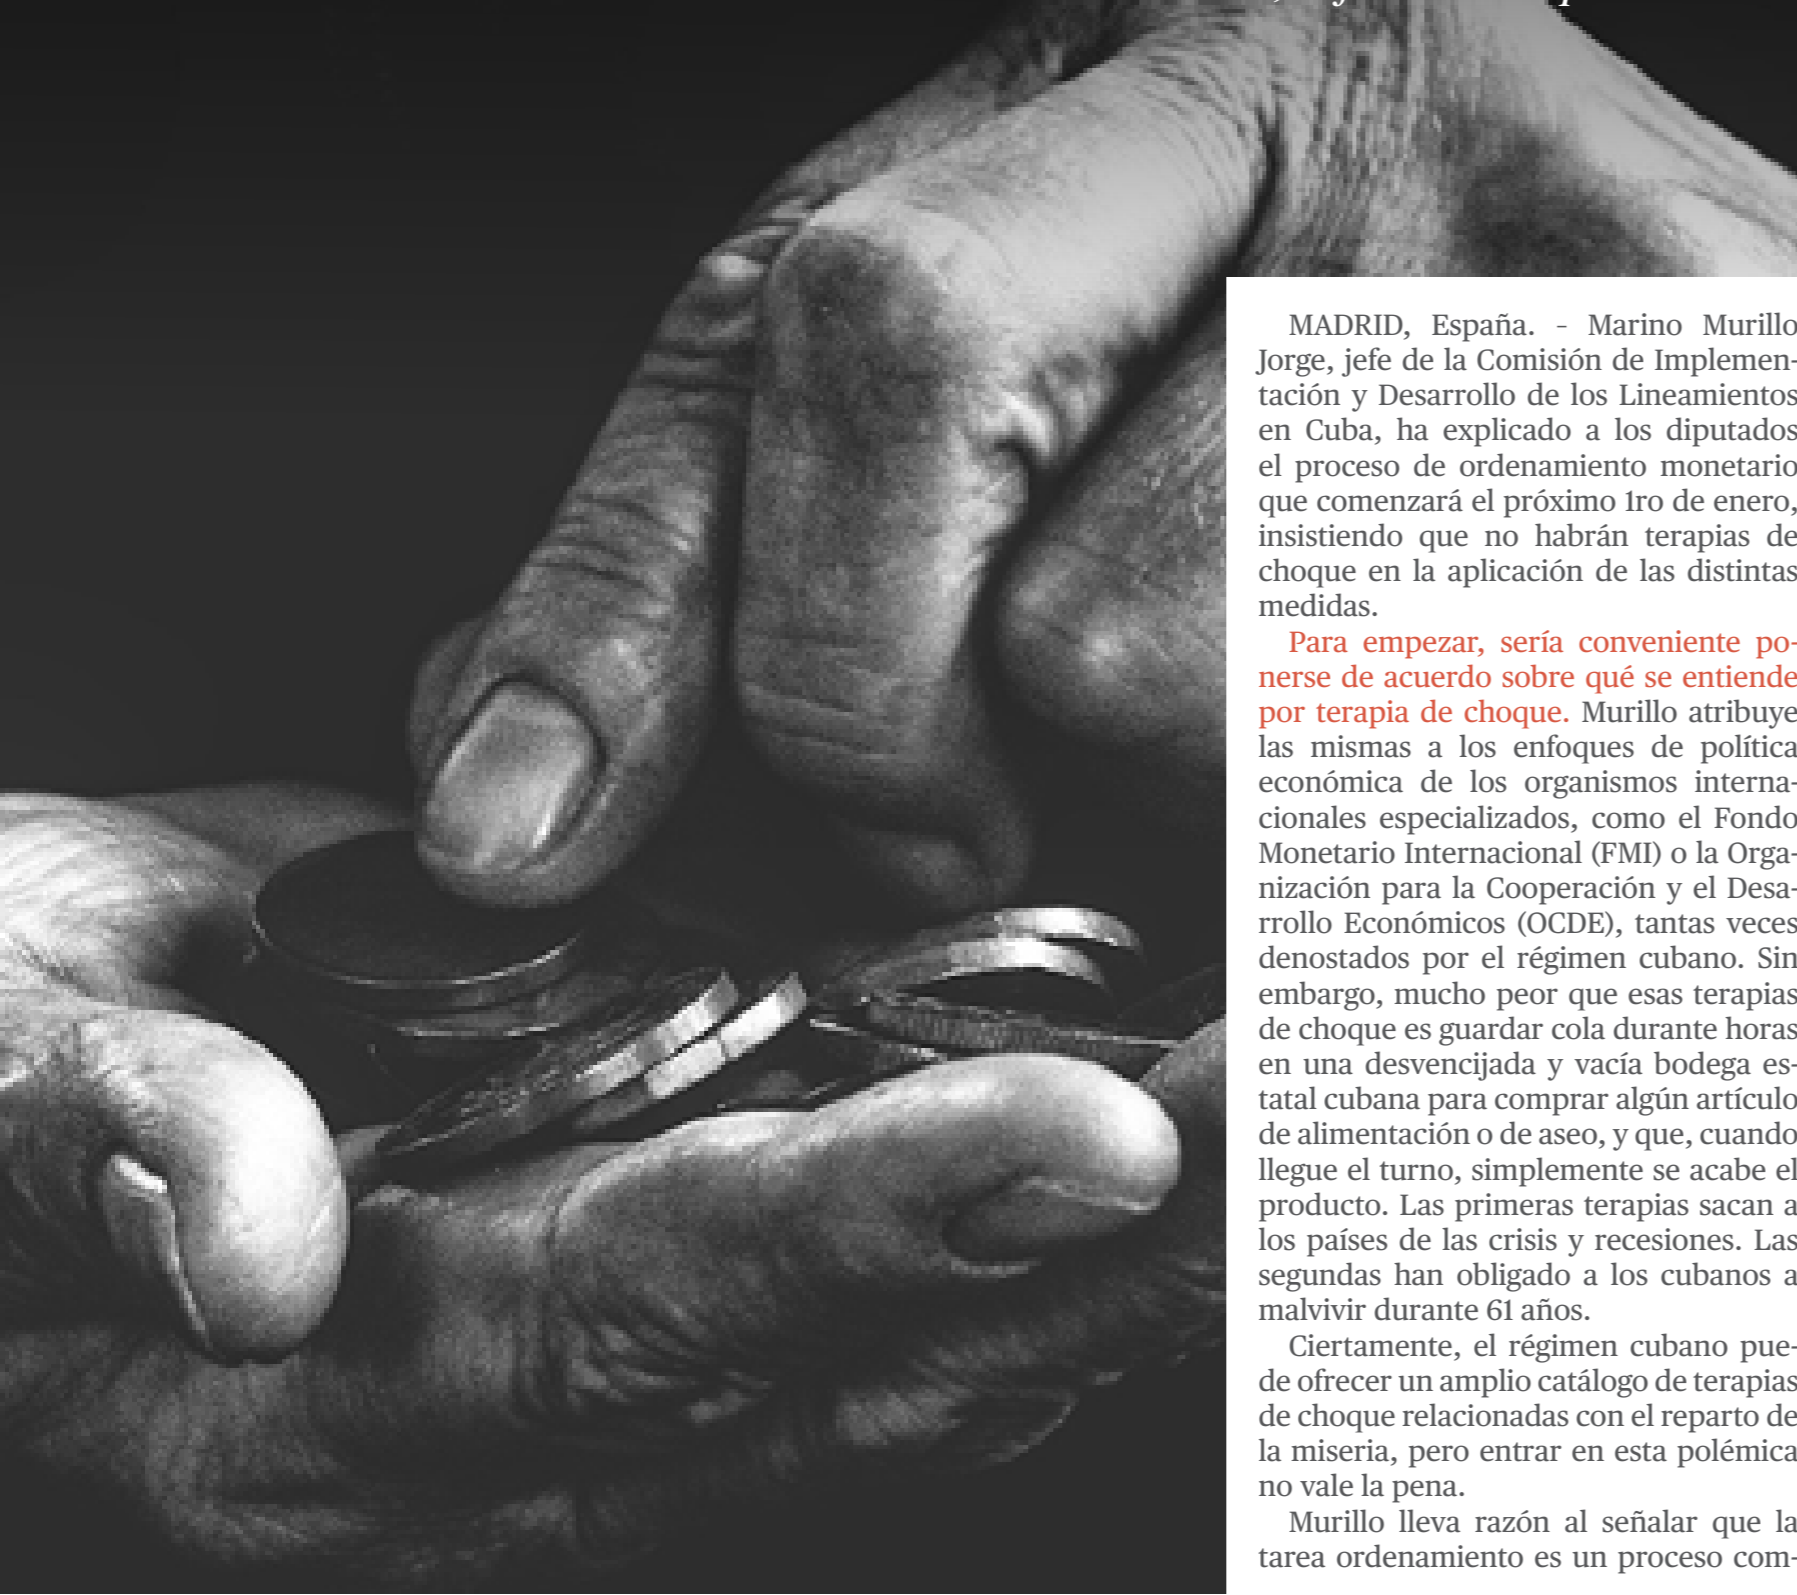 MADRID, España. - Marino Murillo
Jorge, jefe de la Comisión de Implemen-
tación y Desarrollo de los Lineamientos
en Cuba, ha explicado a los diputados
el proceso de ordenamiento monetario
que comenzará el próximo 1ro de enero,
insistiendo que no habrán terapias de
choque en la aplicación de las distintas
medidas.
Para empezar, sería conveniente po-
nerse de acuerdo sobre qué se entiende
por terapia de choque. Murillo atribuye
las mismas a los enfoques de política
económica de los organismos interna-
cionales especializados, como el Fondo
Monetario Internacional (FMI) o la Orga-
nización para la Cooperación y el Desa-
rrollo Económicos (OCDE), tantas veces
denostados por el régimen cubano. Sin
embargo, mucho peor que esas terapias
de choque es guardar cola durante horas
en una desvencijada y vacía bodega es-
tatal cubana para comprar algún artículo
de alimentación o de aseo, y que, cuando
llegue el turno, simplemente se acabe el
producto. Las primeras terapias sacan a
los países de las crisis y recesiones. Las
segundas han obligado a los cubanos a
malvivir durante 61 años.
Ciertamente, el régimen cubano pue-
de ofrecer un amplio catálogo de terapias
de choque relacionadas con el reparto de
la miseria, pero entrar en esta polémica
no vale la pena.
Murillo lleva razón al señalar que la
tarea ordenamiento es un proceso com-